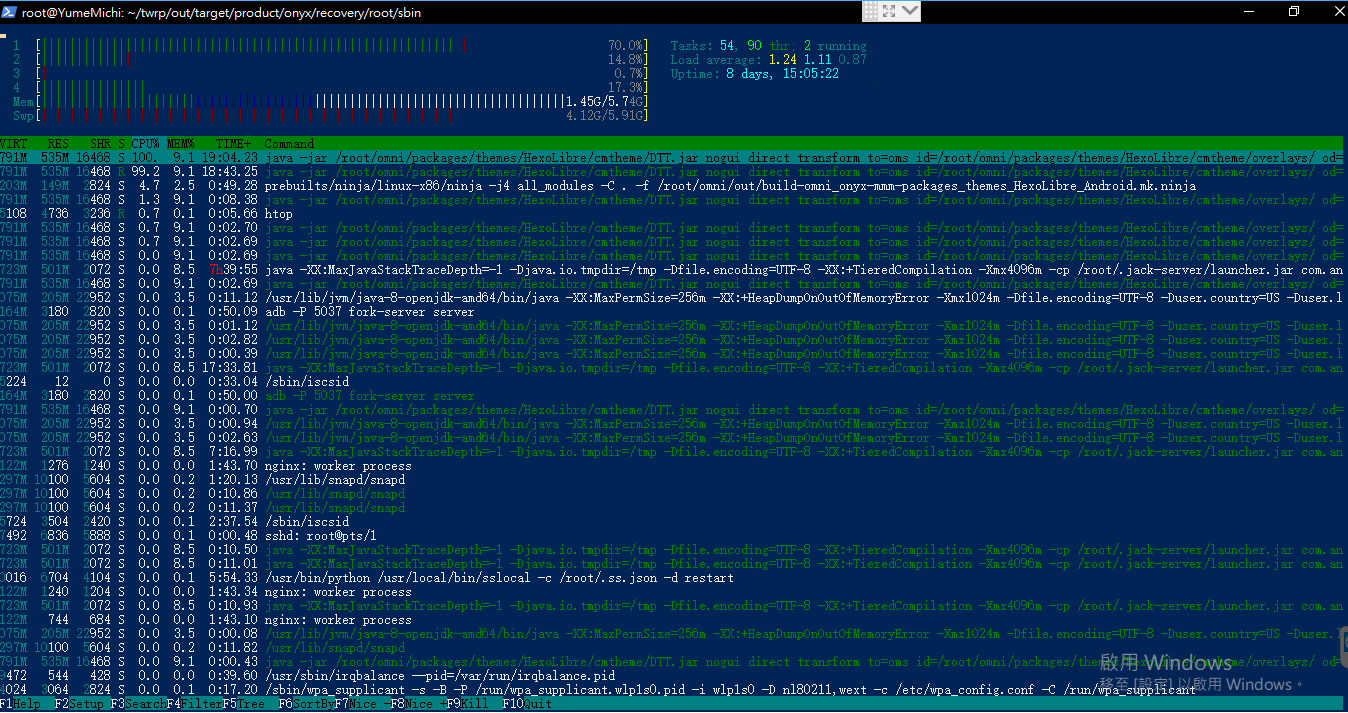 root@YumeMichi: ~/twrp/out/target/product/onyx/recovery/root/sbin
1 [ 70.0%] Tasks: 54, 90 thr; 2 running
2 [ 14.8%] Load average: 1.24 1.11 0.87
3 [ 0.7%] Uptime: 8 days, 15:05:22
4 [ 17.3%]
Mem[ 1.45G/5.74G]
Swp[ 4.12G/5.91G]
VIRT RES SHR S CPU% MEM% TIME+ Command
791M 535M 16468 S 100. 9.1 19:04.23 java -jar /root/omni/packages/themes/HexoLibre/cmtheme/DTT.jar nogui direct transform to=oms id=/root/omni/packages/themes/HexoLibre/cmtheme/overlays/ od=
791M 535M 16468 R 99.2 9.1 18:43.25 java -jar /root/omni/packages/themes/HexoLibre/cmtheme/DTT.jar nogui direct transform to=oms id=/root/omni/packages/themes/HexoLibre/cmtheme/overlays/ od=
203M 149M 2824 S 4.7 2.5 0:49.28 prebuilts/ninja/linux-x86/ninja -j4 all_modules -C . -f /root/omni/out/build-omni_onyx-mmm-packages_themes_HexoLibre_Android.mk.ninja
791M 535M 16468 S 1.3 9.1 0:08.38 java -jar /root/omni/packages/themes/HexoLibre/cmtheme/DTT.jar nogui direct transform to=oms id=/root/omni/packages/themes/HexoLibre/cmtheme/overlays/ od=
5108 4736 3236 R 0.7 0.1 0:05.66 htop
791M 535M 16468 S 0.7 9.1 0:02.70 java -jar /root/omni/packages/themes/HexoLibre/cmtheme/DTT.jar nogui direct transform to=oms id=/root/omni/packages/themes/HexoLibre/cmtheme/overlays/ od=
791M 535M 16468 S 0.7 9.1 0:02.69 java -jar /root/omni/packages/themes/HexoLibre/cmtheme/DTT.jar nogui direct transform to=oms id=/root/omni/packages/themes/HexoLibre/cmtheme/overlays/ od=
791M 535M 16468 S 0.0 9.1 0:02.69 java -jar /root/omni/packages/themes/HexoLibre/cmtheme/DTT.jar nogui direct transform to=oms id=/root/omni/packages/themes/HexoLibre/cmtheme/overlays/ od=
723M 501M 2072 S 0.0 8.5 7h39:55 java -XX:MaxJavaStackTraceDepth=-1 -Djava.io.tmpdir=/tmp -Dfile.encoding=UTF-8 -XX:+TieredCompilation -Xmx4096m -cp /root/.jack-server/launcher.jar com.an
791M 535M 16468 S 0.0 9.1 0:02.69 java -jar /root/omni/packages/themes/HexoLibre/cmtheme/DTT.jar nogui direct transform to=oms id=/root/omni/packages/themes/HexoLibre/cmtheme/overlays/ od=
075M 205M 22952 S 0.0 3.5 0:11.12 /usr/lib/jvm/java-8-openjdk-amd64/bin/java -XX:MaxPermSize=256m -XX:+HeapDumpOnOutOfMemoryError -Xmx1024m -Dfile.encoding=UTF-8 -Duser.country=US -Duser.l
164M 3180 2820 S 0.0 0.1 0:50.09 adb -P 5037 fork-server server
075M 205M 22952 S 0.0 3.5 0:01.12 /usr/lib/jvm/java-8-openjdk-amd64/bin/java -XX:MaxPermSize=256m -XX:+HeapDumpOnOutOfMemoryError -Xmx1024m -Dfile.encoding=UTF-8 -Duser.country=US -Duser.l
075M 205M 22952 S 0.0 3.5 0:02.82 /usr/lib/jvm/java-8-openjdk-amd64/bin/java -XX:MaxPermSize=256m -XX:+HeapDumpOnOutOfMemoryError -Xmx1024m -Dfile.encoding=UTF-8 -Duser.country=US -Duser.l
075M 205M 22952 S 0.0 3.5 0:00.39 /usr/lib/jvm/java-8-openjdk-amd64/bin/java -XX:MaxPermSize=256m -XX:+HeapDumpOnOutOfMemoryError -Xmx1024m -Dfile.encoding=UTF-8 -Duser.country=US -Duser.l
723M 501M 2072 S 0.0 8.5 17:33.81 java -XX:MaxJavaStackTraceDepth=-1 -Djava.io.tmpdir=/tmp -Dfile.encoding=UTF-8 -XX:+TieredCompilation -Xmx4096m -cp /root/.jack-server/launcher.jar com.an
5224 12 0 S 0.0 0.0 0:33.04 /sbin/iscsid
164M 3180 2820 S 0.0 0.1 0:50.00 adb -P 5037 fork-server server
791M 535M 16468 S 0.0 9.1 0:00.70 java -jar /root/omni/packages/themes/HexoLibre/cmtheme/DTT.jar nogui direct transform to=oms id=/root/omni/packages/themes/HexoLibre/cmtheme/overlays/ od=
075M 205M 22952 S 0.0 3.5 0:00.94 /usr/lib/jvm/java-8-openjdk-amd64/bin/java -XX:MaxPermSize=256m -XX:+HeapDumpOnOutOfMemoryError -Xmx1024m -Dfile.encoding=UTF-8 -Duser.country=US -Duser.l
075M 205M 22952 S 0.0 3.5 0:02.63 /usr/lib/jvm/java-8-openjdk-amd64/bin/java -XX:MaxPermSize=256m -XX:+HeapDumpOnOutOfMemoryError -Xmx1024m -Dfile.encoding=UTF-8 -Duser.country=US -Duser.l
723M 501M 2072 S 0.0 8.5 7:16.99 java -XX:MaxJavaStackTraceDepth=-1 -Djava.io.tmpdir=/tmp -Dfile.encoding=UTF-8 -XX:+TieredCompilation -Xmx4096m -cp /root/.jack-server/launcher.jar com.an
122M 1276 1240 S 0.0 0.0 1:43.70 nginx: worker process
297M 10100 5604 S 0.0 0.2 1:20.13 /usr/lib/snapd/snapd
297M 10100 5604 S 0.0 0.2 0:10.86 /usr/lib/snapd/snapd
297M 10100 5604 S 0.0 0.2 0:11.37 /usr/lib/snapd/snapd
5724 3504 2420 S 0.0 0.1 2:37.54 /sbin/iscsid
7492 6836 5888 S 0.0 0.1 0:00.48 sshd: root@pts/1
723M 501M 2072 S 0.0 8.5 0:10.50 java -XX:MaxJavaStackTraceDepth=-1 -Djava.io.tmpdir=/tmp -Dfile.encoding=UTF-8 -XX:+TieredCompilation -Xmx4096m -cp /root/.jack-server/launcher.jar com.an
723M 501M 2072 S 0.0 8.5 0:11.01 java -XX:MaxJavaStackTraceDepth=-1 -Djava.io.tmpdir=/tmp -Dfile.encoding=UTF-8 -XX:+TieredCompilation -Xmx4096m -cp /root/.jack-server/launcher.jar com.an
0016 6704 4104 S 0.0 0.1 5:54.33 /usr/bin/python /usr/local/bin/sslocal -c /root/.ss.json -d restart
122M 1240 1204 S 0.0 0.0 1:43.34 nginx: worker process
723M 501M 2072 S 0.0 8.5 0:10.93 java -XX:MaxJavaStackTraceDepth=-1 -Djava.io.tmpdir=/tmp -Dfile.encoding=UTF-8 -XX:+TieredCompilation -Xmx4096m -cp /root/.jack-server/launcher.jar com.an
122M 744 684 S 0.0 0.0 1:43.10 nginx: worker process
075M 205M 22952 S 0.0 3.5 0:00.08 /usr/lib/jvm/java-8-openjdk-amd64/bin/java -XX:MaxPermSize=256m -XX:+HeapDumpOnOutOfMemoryError -Xmx1024m -Dfile.encoding=UTF-8 -Duser.country=US -Duser.l
297M 10100 5604 S 0.0 0.2 0:11.82 /usr/lib/snapd/snapd
791M 535M 16468 S 0.0 9.1 0:00.43 java -jar /root/omni/packages/themes/HexoLibre/cmtheme/DTT.jar nogui direct transform to=oms id=/root/omni/packages/themes/HexoLibre/cmtheme/overlays/ od=
9472 544 428 S 0.0 0.0 0:39.60 /usr/sbin/irqbalance --pid=/var/run/irqbalance.pid
4024 3064 2824 S 0.0 0.1 0:17.20 /sbin/wpa_supplicant -s -B -P /run/wpa_supplicant.wlp1s0.pid -i wlp1s0 -D nl80211,wext -c /etc/wpa_config.conf -C /run/wpa_supplicant
F1Help F2Setup F3SearchF4FilterF5Tree F6SortByF7Nice -F8Nice +F9Kill F10Quit
啟用 Windows
移至 [設定] 以啟用 Windows。